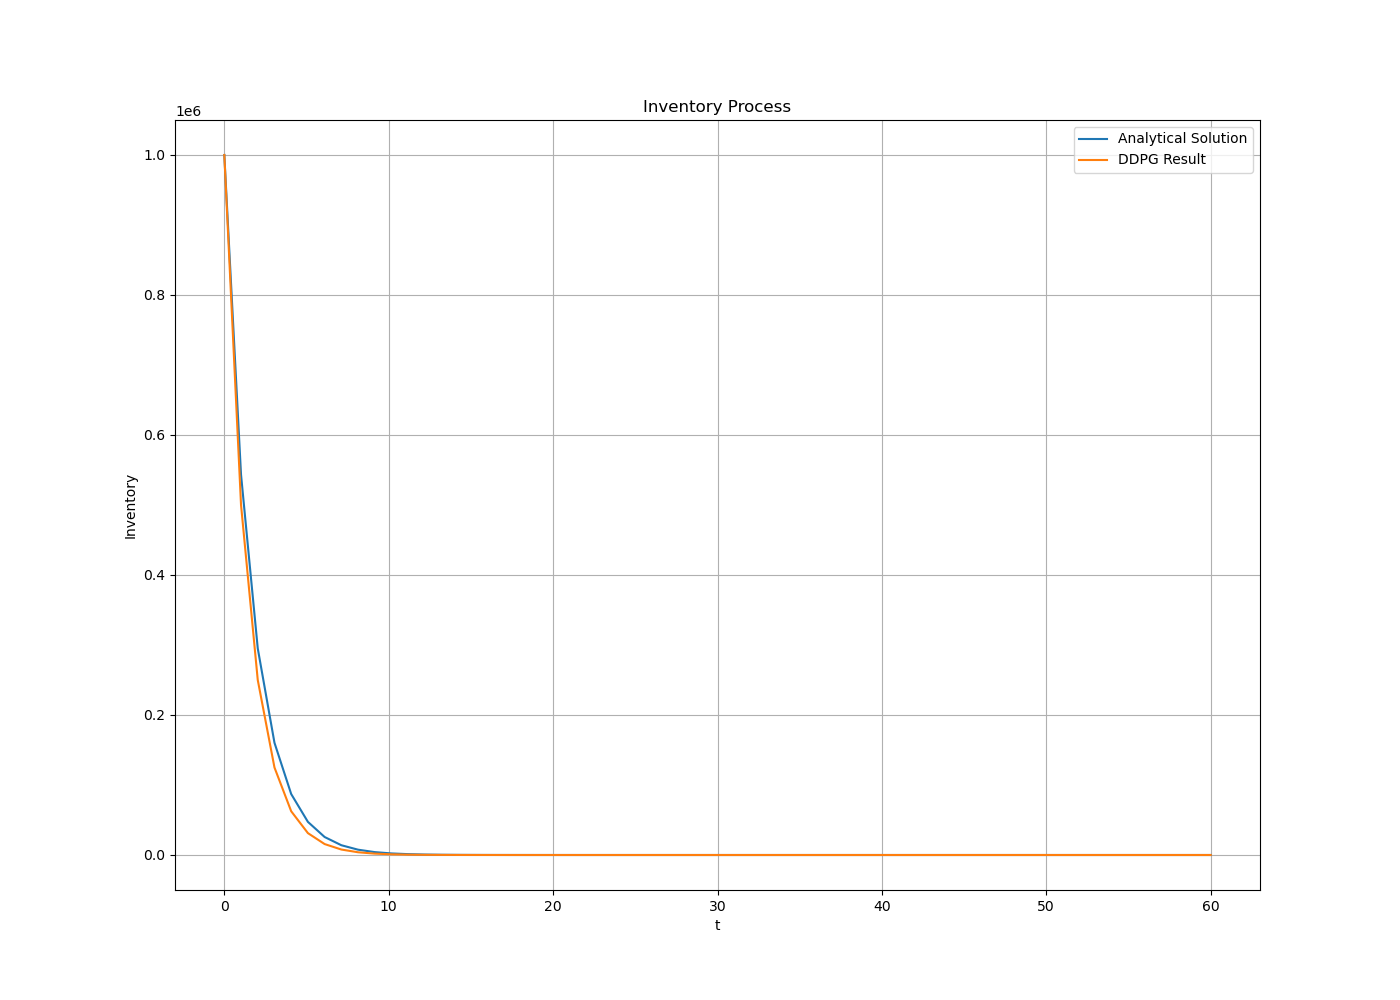 Inventory Process
1e6
Analytical Solution
DDPG Result
1.0
0.8
0.6
0.4
0.2
0.0
Inventory
0 10 20 30 40 50 60
t